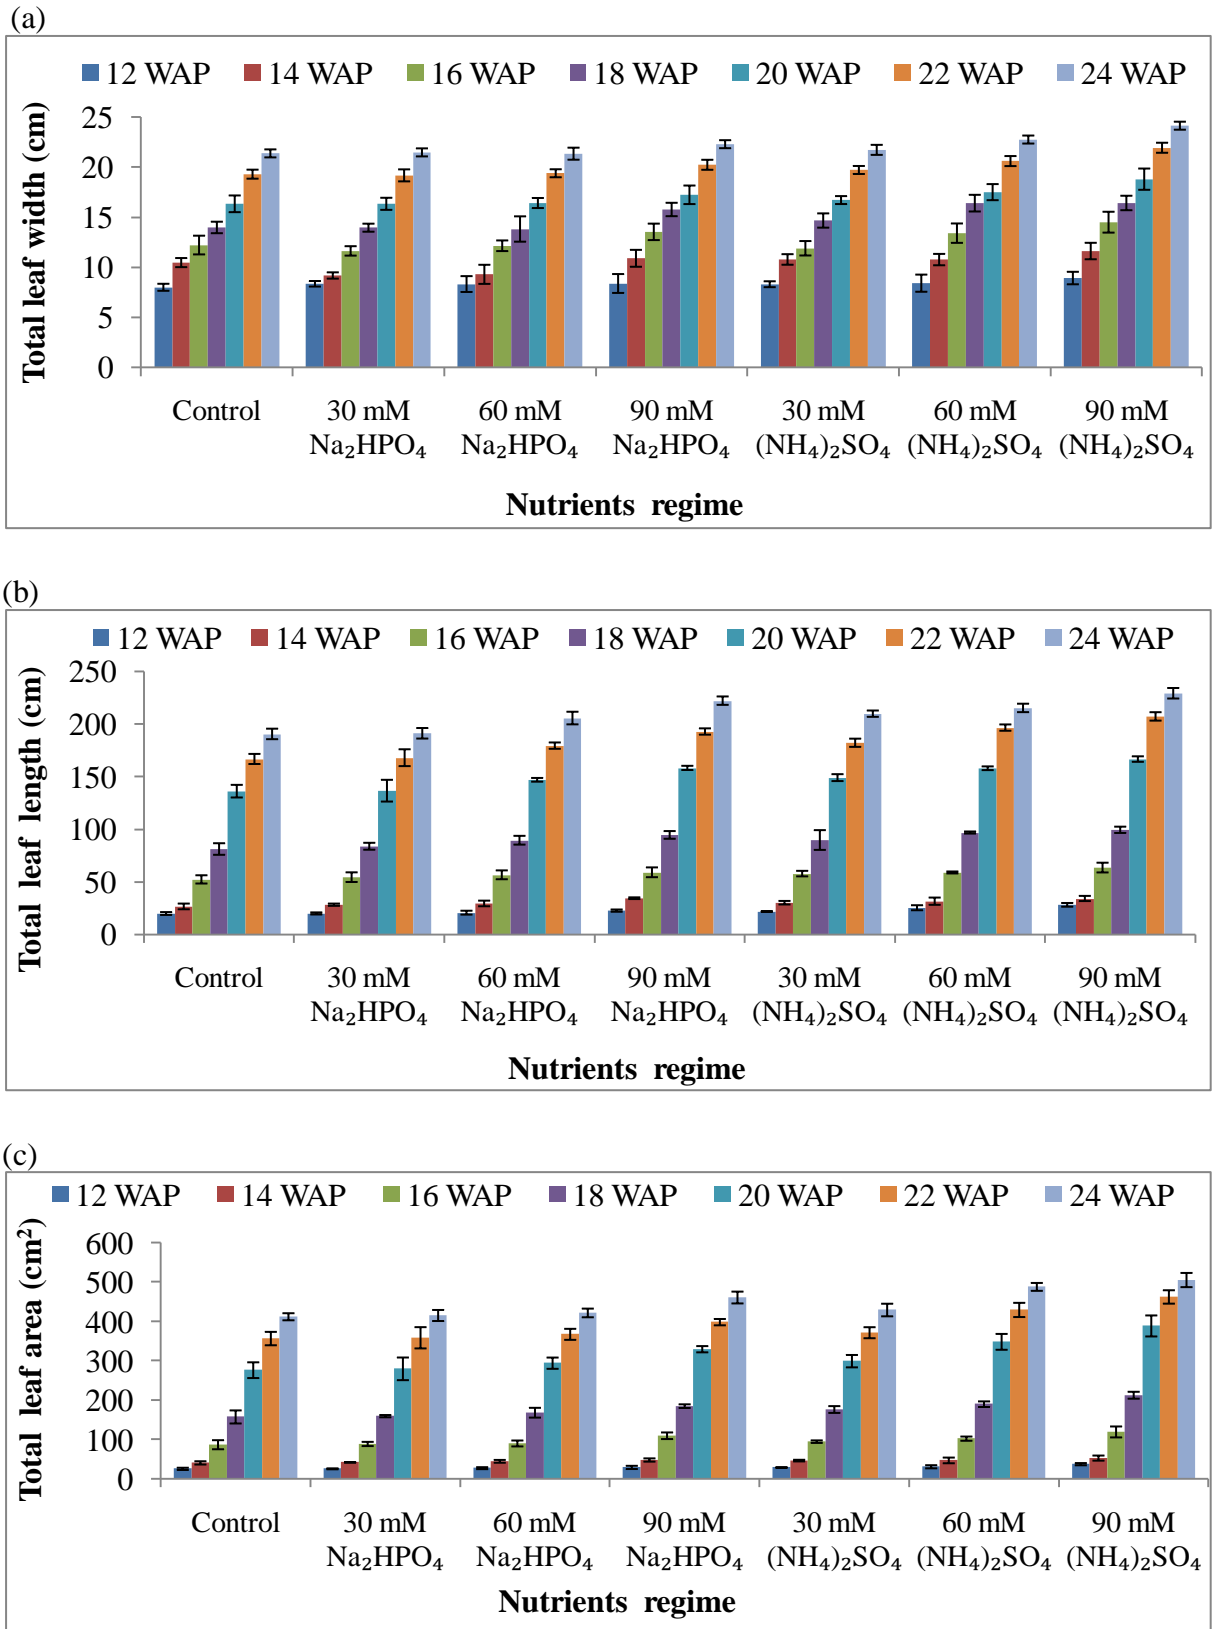 (a)
12 WAP 14 WAP 16 WAP 18 WAP 20 WAP 22 WAP 24 WAP
Total leaf width (cm)
25
20
15
10
5
0
Control 30 mM 60 mM 90 mM 30 mM 60 mM 90 mM
Na₂HPO₄ Na₂HPO₄ Na₂HPO₄ (NH₄)₂SO₄ (NH₄)₂SO₄ (NH₄)₂SO₄
Nutrients regime
(b)
12 WAP 14 WAP 16 WAP 18 WAP 20 WAP 22 WAP 24 WAP
Total leaf length (cm)
250
200
150
100
50
0
Control 30 mM 60 mM 90 mM 30 mM 60 mM 90 mM
Na₂HPO₄ Na₂HPO₄ Na₂HPO₄ (NH₄)₂SO₄ (NH₄)₂SO₄ (NH₄)₂SO₄
Nutrients regime
(c)
12 WAP 14 WAP 16 WAP 18 WAP 20 WAP 22 WAP 24 WAP
Total leaf area (cm²)
600
500
400
300
200
100
0
Control 30 mM 60 mM 90 mM 30 mM 60 mM 90 mM
Na₂HPO₄ Na₂HPO₄ Na₂HPO₄ (NH₄)₂SO₄ (NH₄)₂SO₄ (NH₄)₂SO₄
Nutrients regime